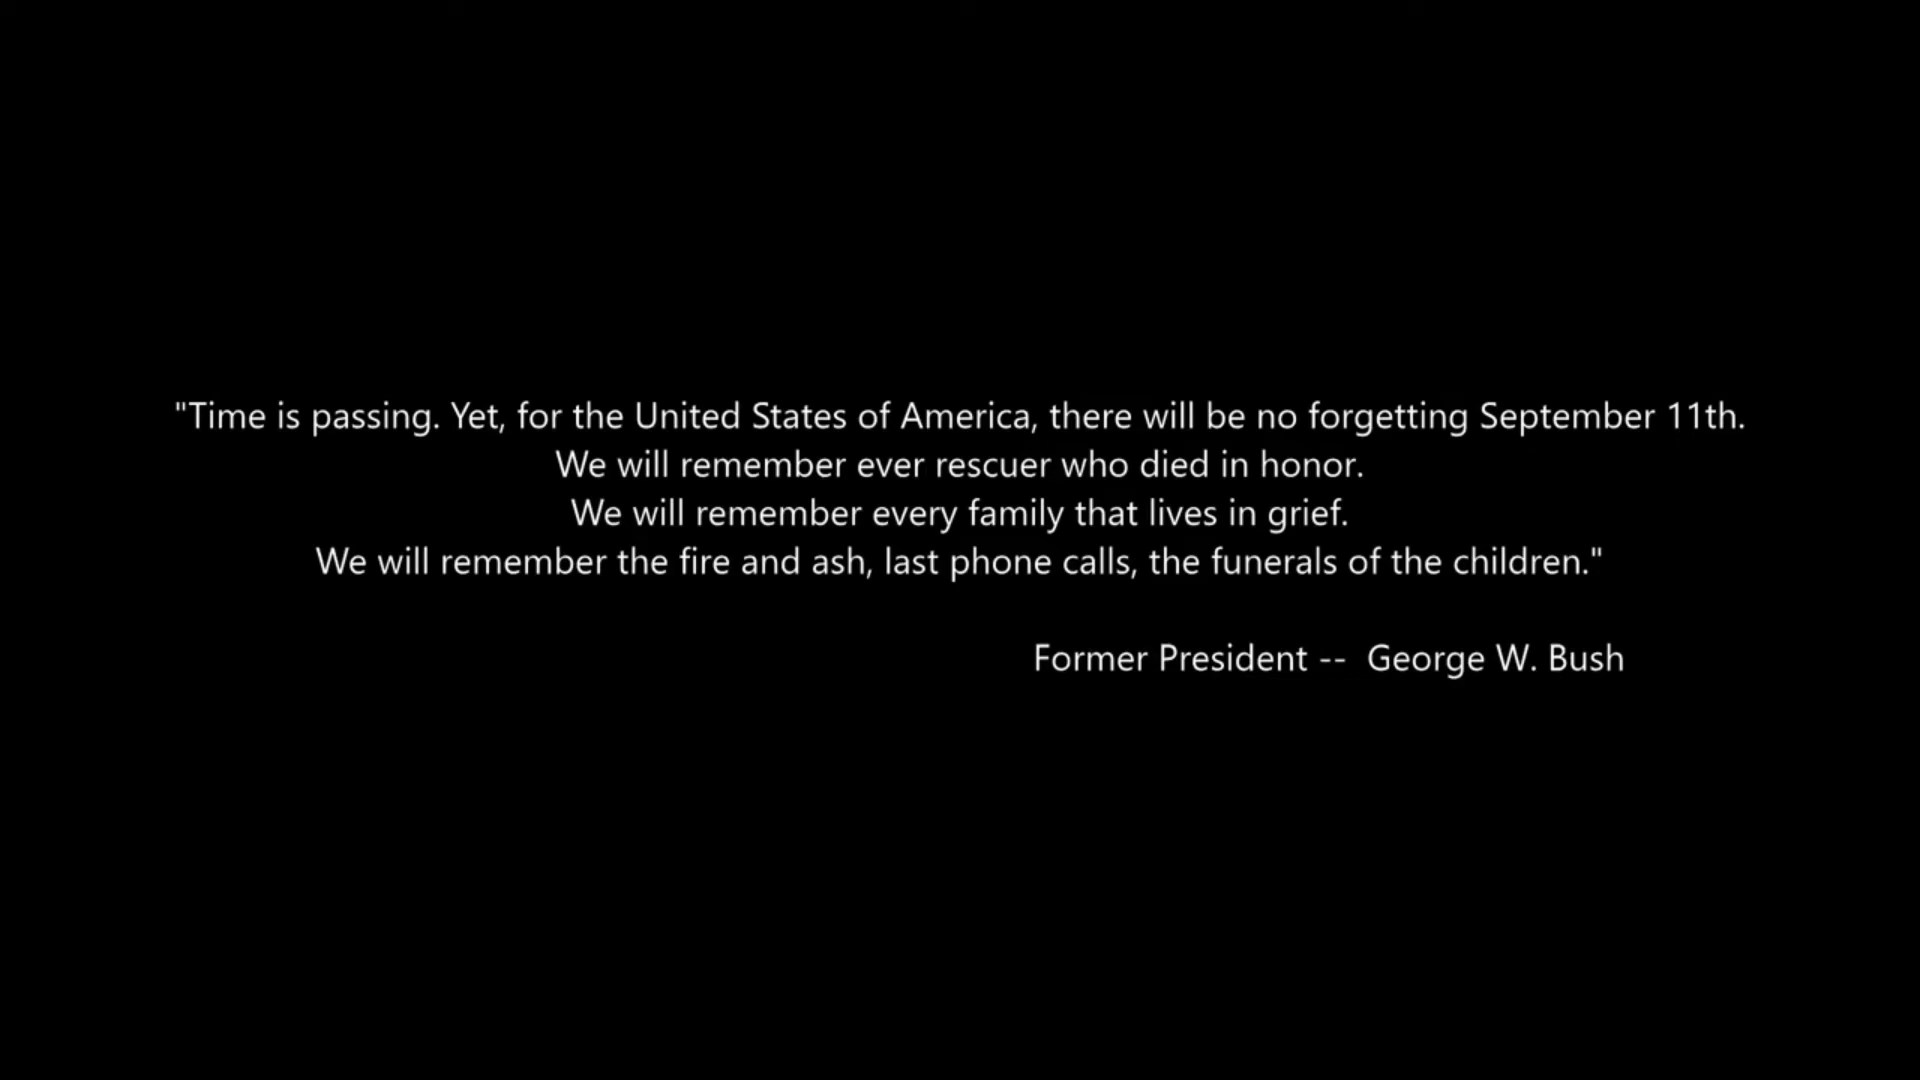 "Time is passing. Yet, for the United States of America, there will be no forgetting September 11th.
We will remember ever rescuer who died in honor.
We will remember every family that lives in grief.
We will remember the fire and ash, last phone calls, the funerals of the children."
Former President --  George W. Bush